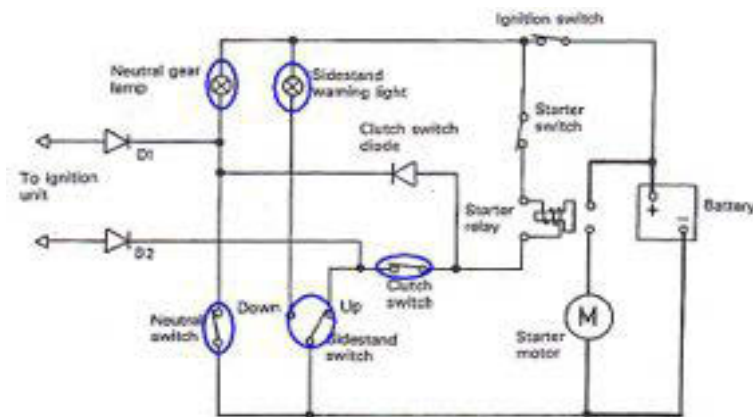 Ignition switch
Neutral gear
lamp
Sidestand
warning light
Starter
switch
Clutch switch
diode
D1
To ignition
unit
Starter
relay
+
−
Battery
D2
Clutch
switch
Down
Up
Neutral
switch
Sidestand
switch
M
Starter
motor